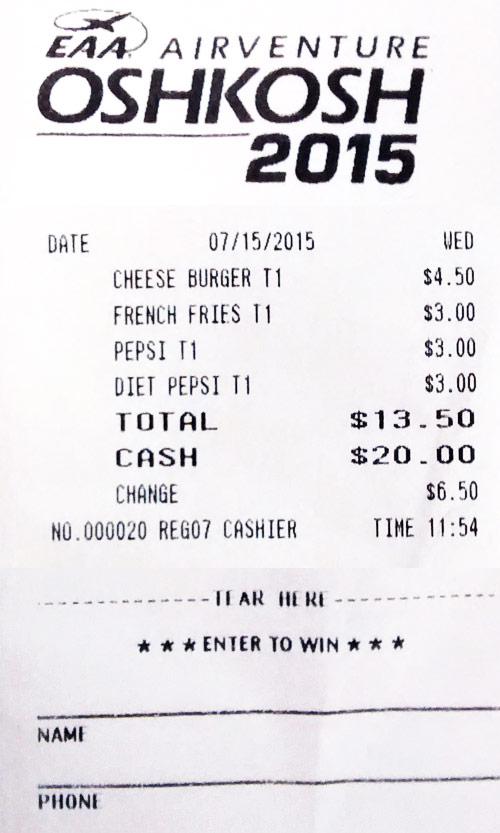 EAA AIRVENTURE
OSHKOSH
2015
DATE 07/15/2015 WED
CHEESE BURGER T1 $4.50
FRENCH FRIES T1 $3.00
PEPSI T1 $3.00
DIET PEPSI T1 $3.00
TOTAL $13.50
CASH $20.00
CHANGE $6.50
NO.000020 REG07 CASHIER TIME 11:54
TEAR HERE
★ ★ ★ ENTER TO WIN ★ ★ ★
NAME
PHONE